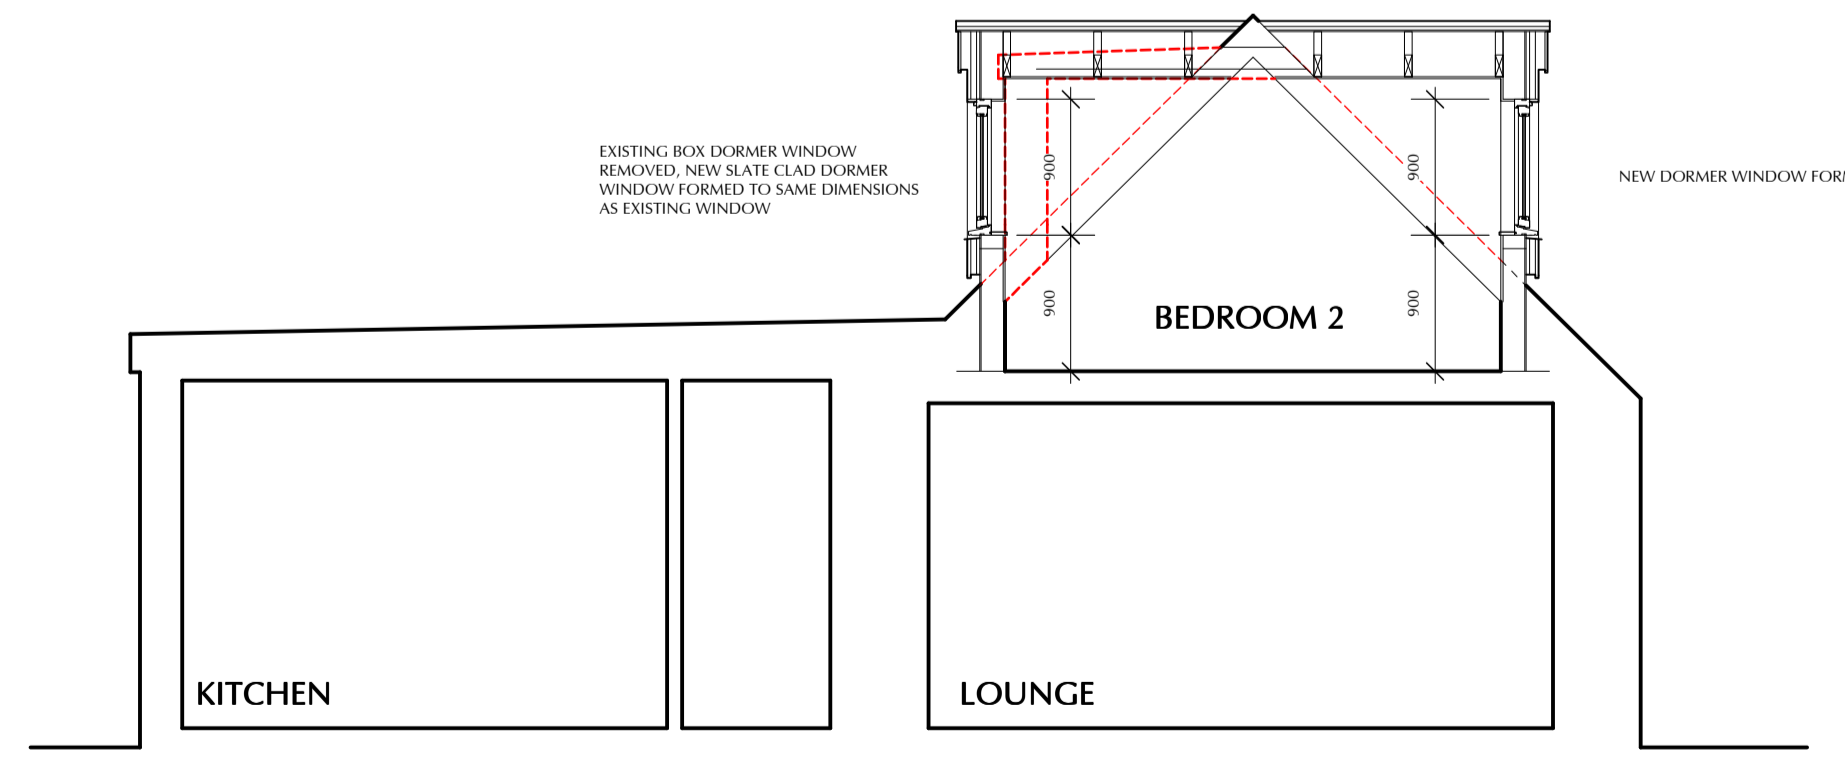 EXISTING BOX DORMER WINDOW
REMOVED, NEW SLATE CLAD DORMER
WINDOW FORMED TO SAME DIMENSIONS
AS EXISTING WINDOW
900
900
NEW DORMER WINDOW
900
900
BEDROOM 2
KITCHEN
LOUNGE